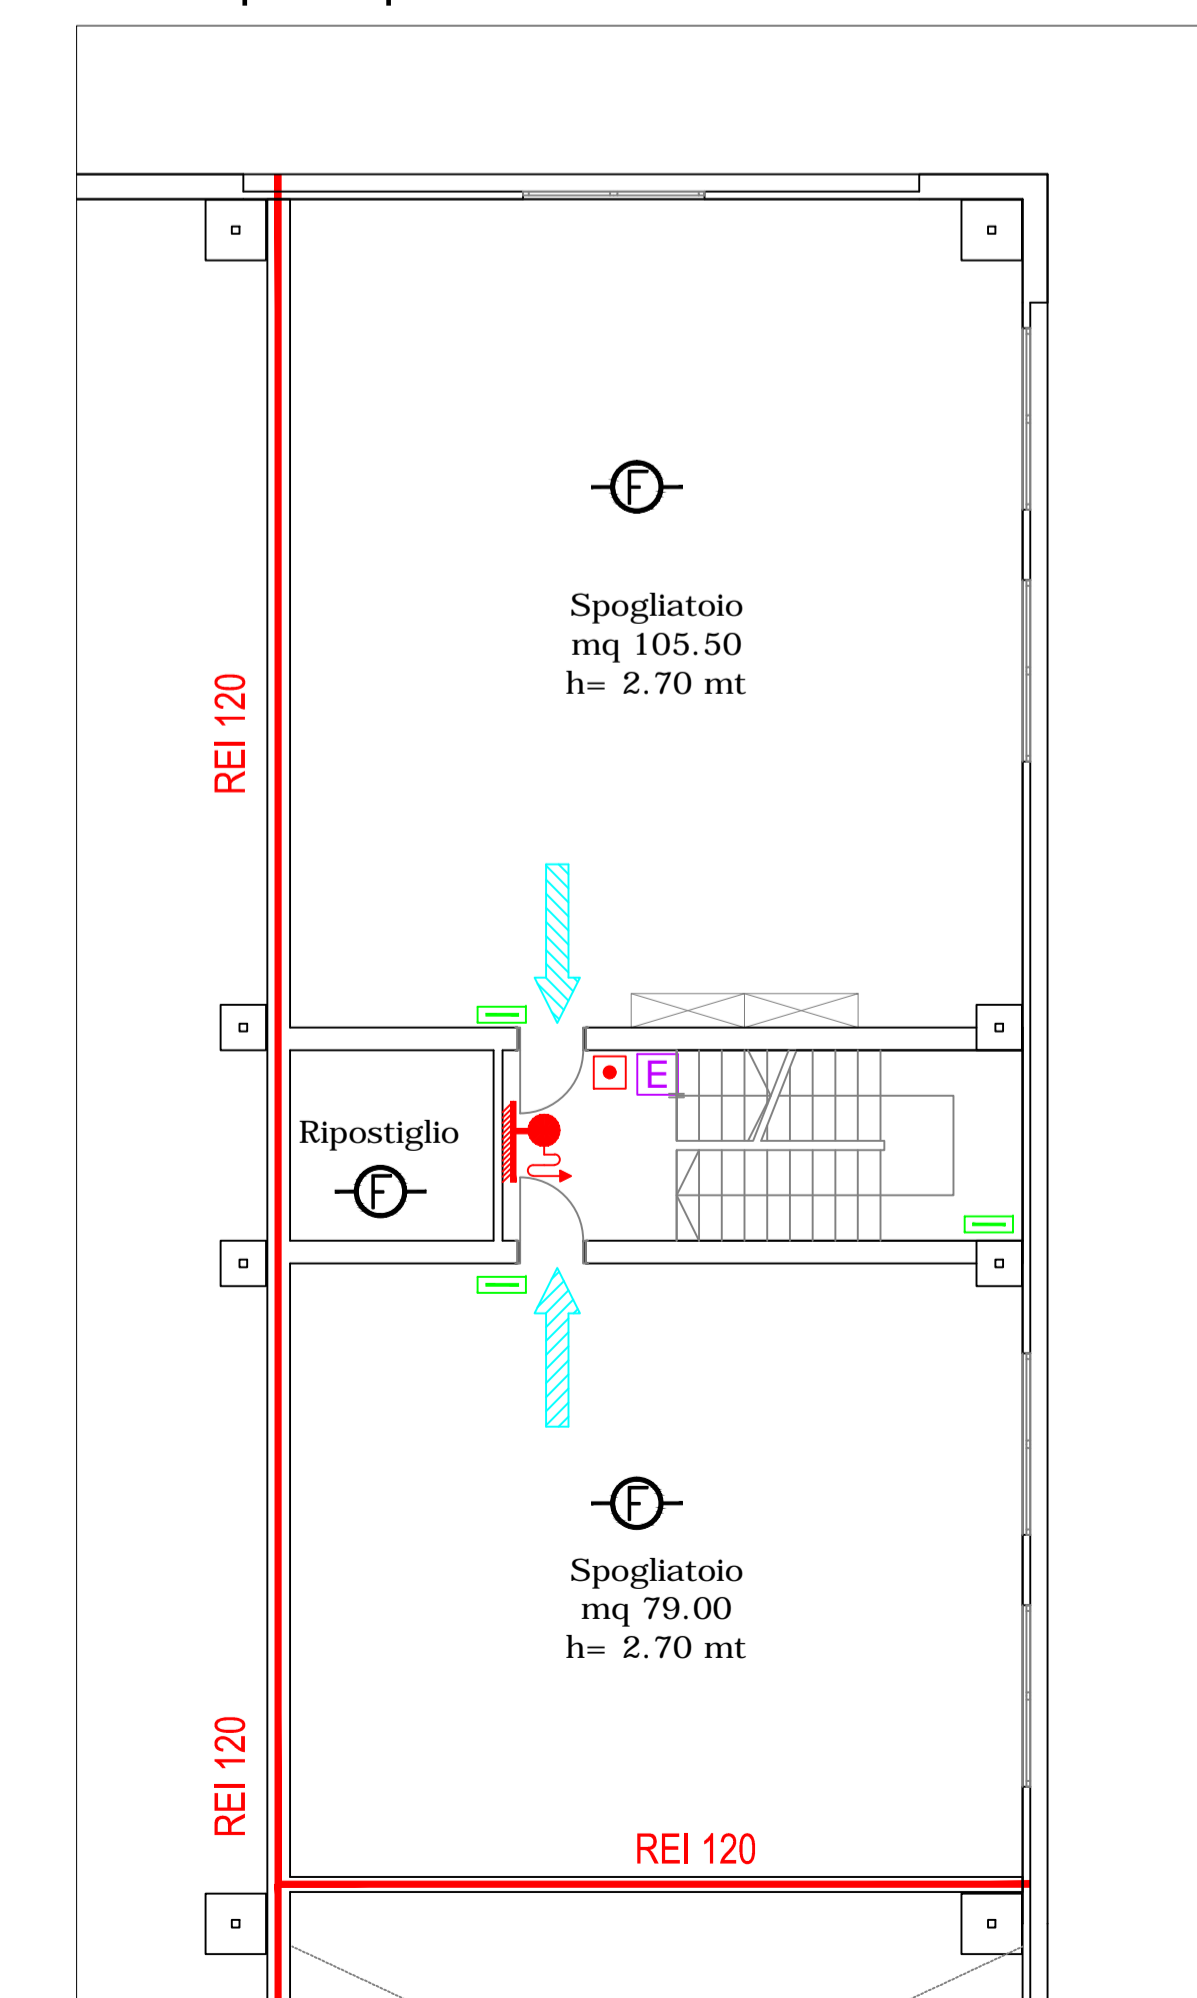 F
Spogliatoio
mq 105.50
h= 2.70 mt
REI 120
E
Ripostiglio
F
F
Spogliatoio
mq 79.00
h= 2.70 mt
REI 120
REI 120